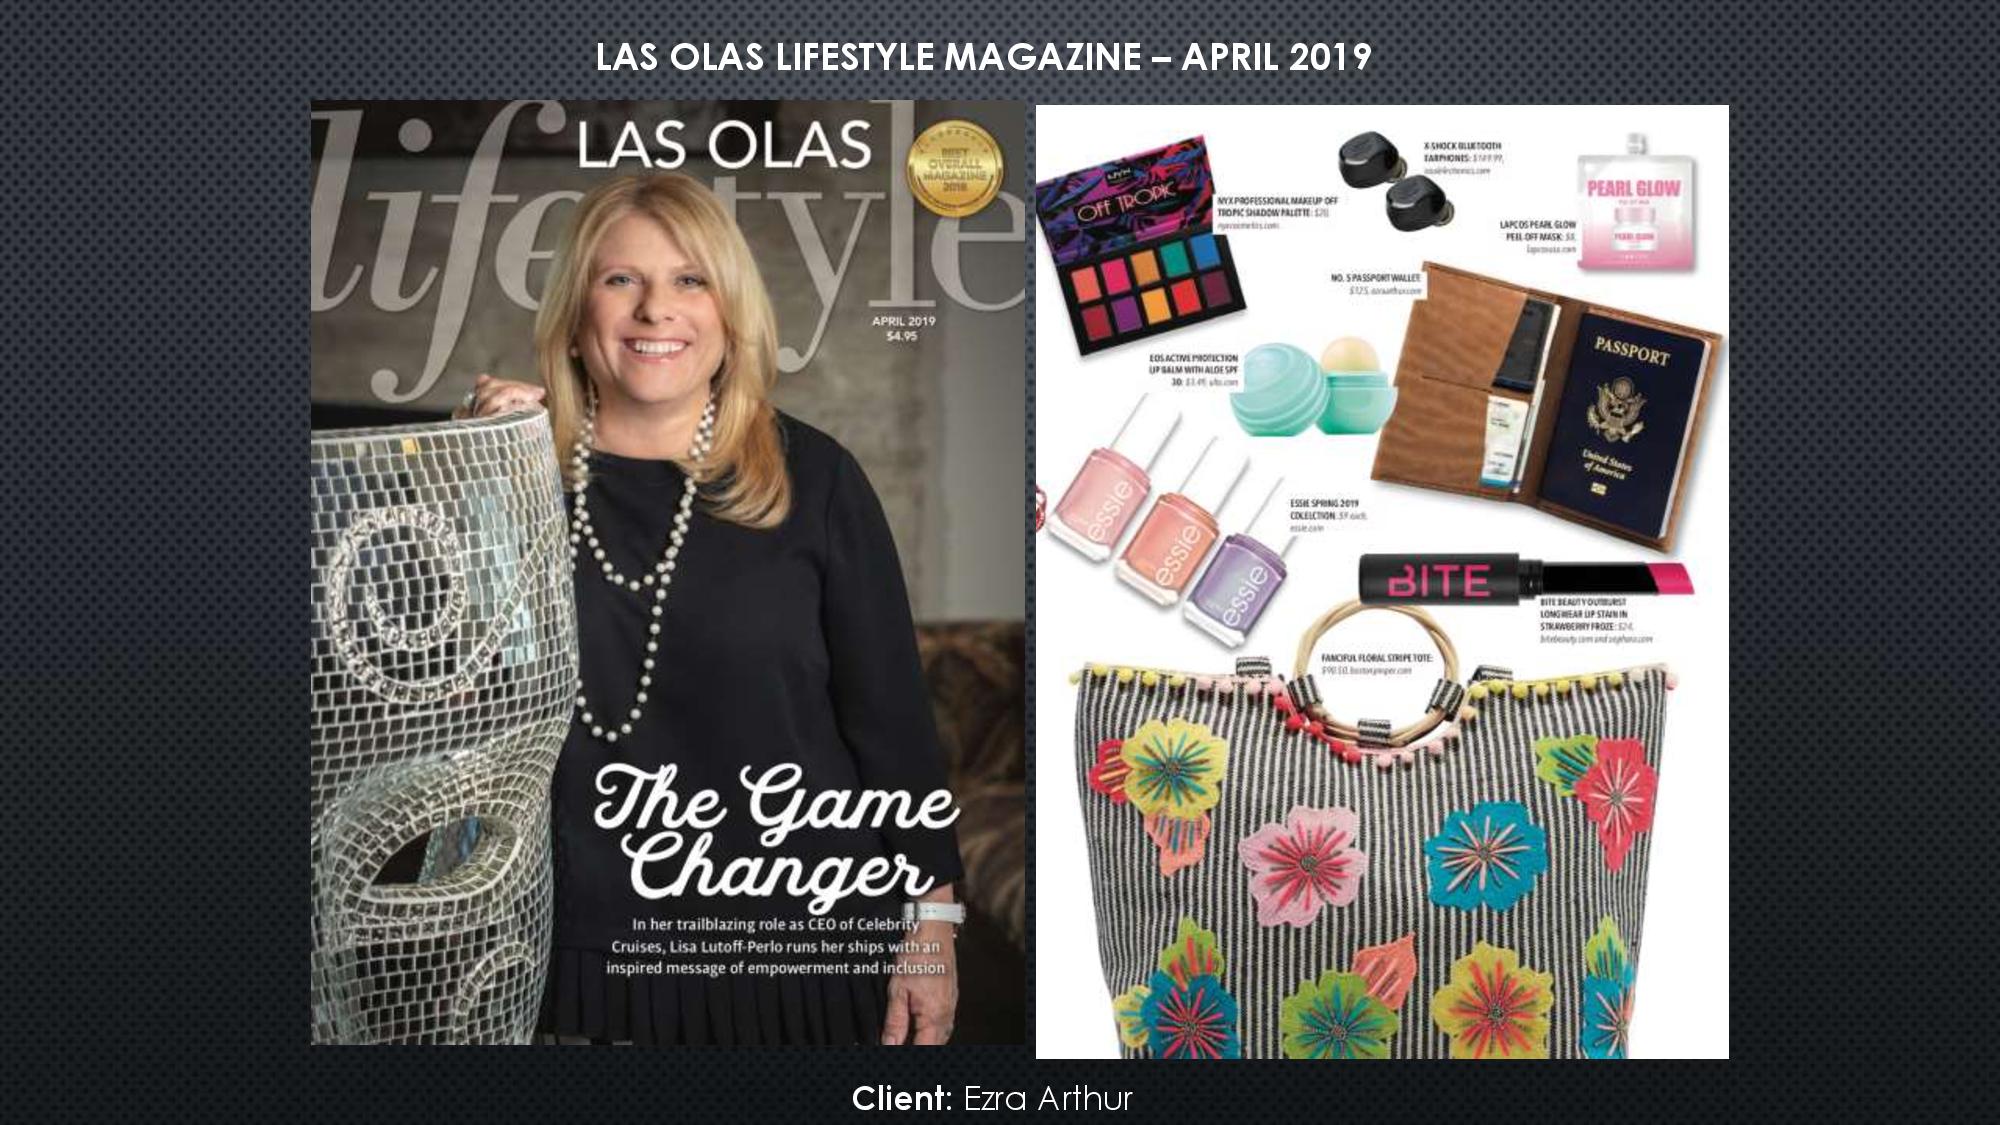 LAS OLAS LIFESTYLE MAGAZINE – APRIL 2019
LAS OLAS
lifestyle
BEST
OVERALL
MAGAZINE
2018
APRIL 2019
$4.95
The Game
Changer
In her trailblazing role as CEO of Celebrity
Cruises, Lisa Lutoff-Perlo runs her ships with an
inspired message of empowerment and inclusion
NYX
OFF TROPIC
NYX PROFESSIONAL MAKEUP OFF
TROPIC SHADOW PALETTE: $20,
nyxcosmetics.com
X-SHOCK BLUETOOTH
EARPHONES: $149.99,
PEARL GLOW
PEARL GLOW
LAPCOS PEARL GLOW
PEEL-OFF MASK: $8,
lapcosusa.com
NO. 5 PASSPORT WALLET:
$125, ezraarthur.com
PASSPORT
United States
of America
EOS ACTIVE PROTECTION
LIP BALM WITH ALOE SPF
30: $3.49, ulta.com
essie
essie
essie
ESSIE SPRING 2019
COLELCTION: $9 each,
essie.com
BITE
BITE BEAUTY OUTBURST
LONGWEAR LIP STAIN IN
STRAWBERRY FROZE: $24,
bitebeauty.com and sephora.com
FANCIFUL FLORAL STRIPE TOTE:
$98.50, bostonproper.com
Client: Ezra Arthur